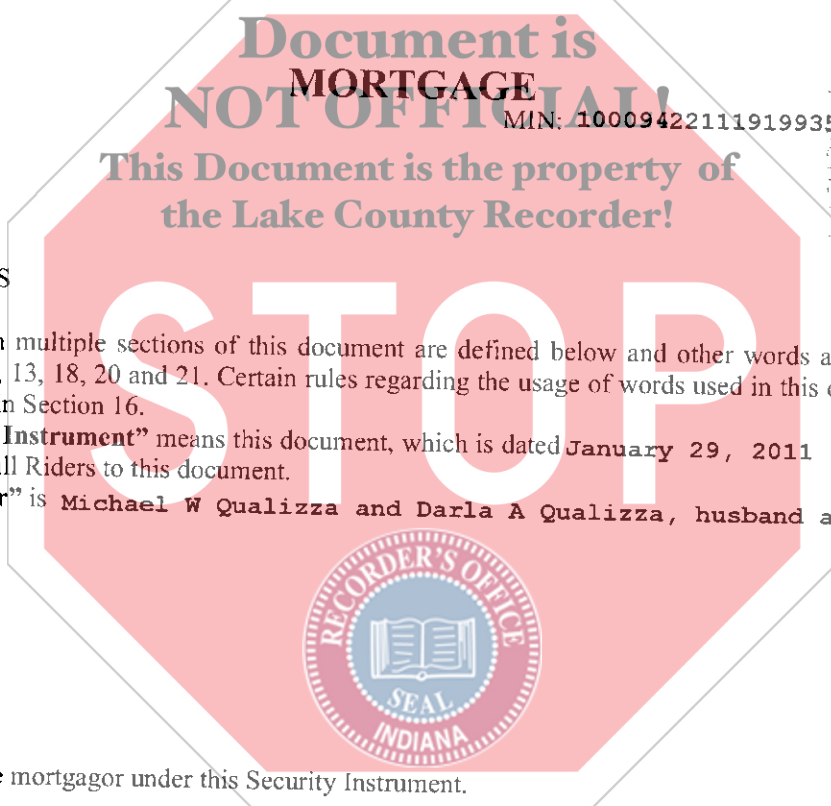 Document is
MORTGAGE
NOT OFFICIAL!
MIN: 10009422111919935
This Document is the property of
the Lake County Recorder!
S
STOP
multiple sections of this document are defined below and other words a
13, 18, 20 and 21. Certain rules regarding the usage of words used in this
n Section 16.
Instrument” means this document, which is dated January 29, 2011
ll Riders to this document.
r” is Michael W Qualizza and Darla A Qualizza, husband a
RECORDER'S OFFICE
SEAL
INDIANA
mortgagor under this Security Instrument.